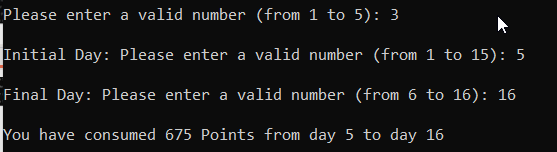 Please enter a valid number (from 1 to 5): 3
Initial Day: Please enter a valid number (from 1 to 15): 5
Final Day: Please enter a valid number (from 6 to 16): 16
You have consumed 675 Points from day 5 to day 16